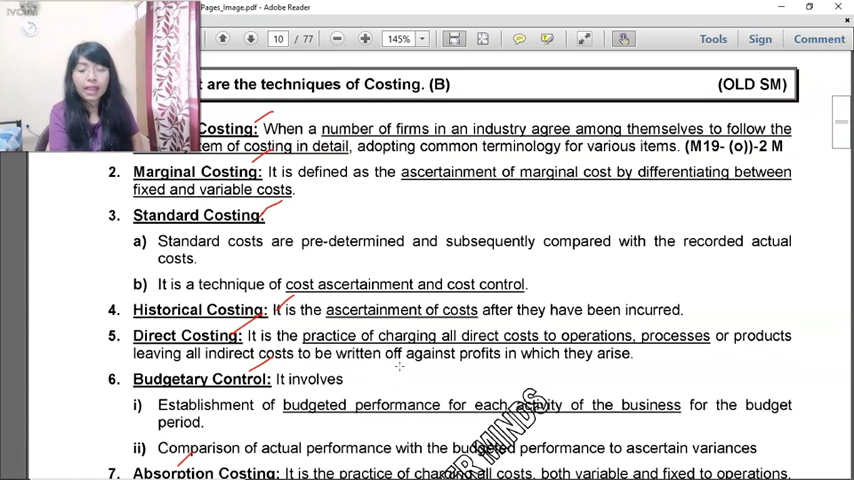 Pages_Image.pdf - Adobe Reader
10 / 77 145% Tools Sign Comment
are the techniques of Costing. (B) (OLD SM)
Costing: When a number of firms in an industry agree among themselves to follow the
of costing in detail, adopting common terminology for various items. (M19- (o))-2 M
2. Marginal Costing: It is defined as the ascertainment of marginal cost by differentiating between
fixed and variable costs.
3. Standard Costing:
a) Standard costs are pre-determined and subsequently compared with the recorded actual
costs.
b) It is a technique of cost ascertainment and cost control.
4. Historical Costing: It is the ascertainment of costs after they have been incurred.
5. Direct Costing: It is the practice of charging all direct costs to operations, processes or products
leaving all indirect costs to be written off against profits in which they arise.
6. Budgetary Control: It involves
i) Establishment of budgeted performance for each activity of the business for the budget
period.
ii) Comparison of actual performance with the budgeted performance to ascertain variances
7. Absorption Costing: It is the practice of charging all costs, both variable and fixed to operations,
MINDS